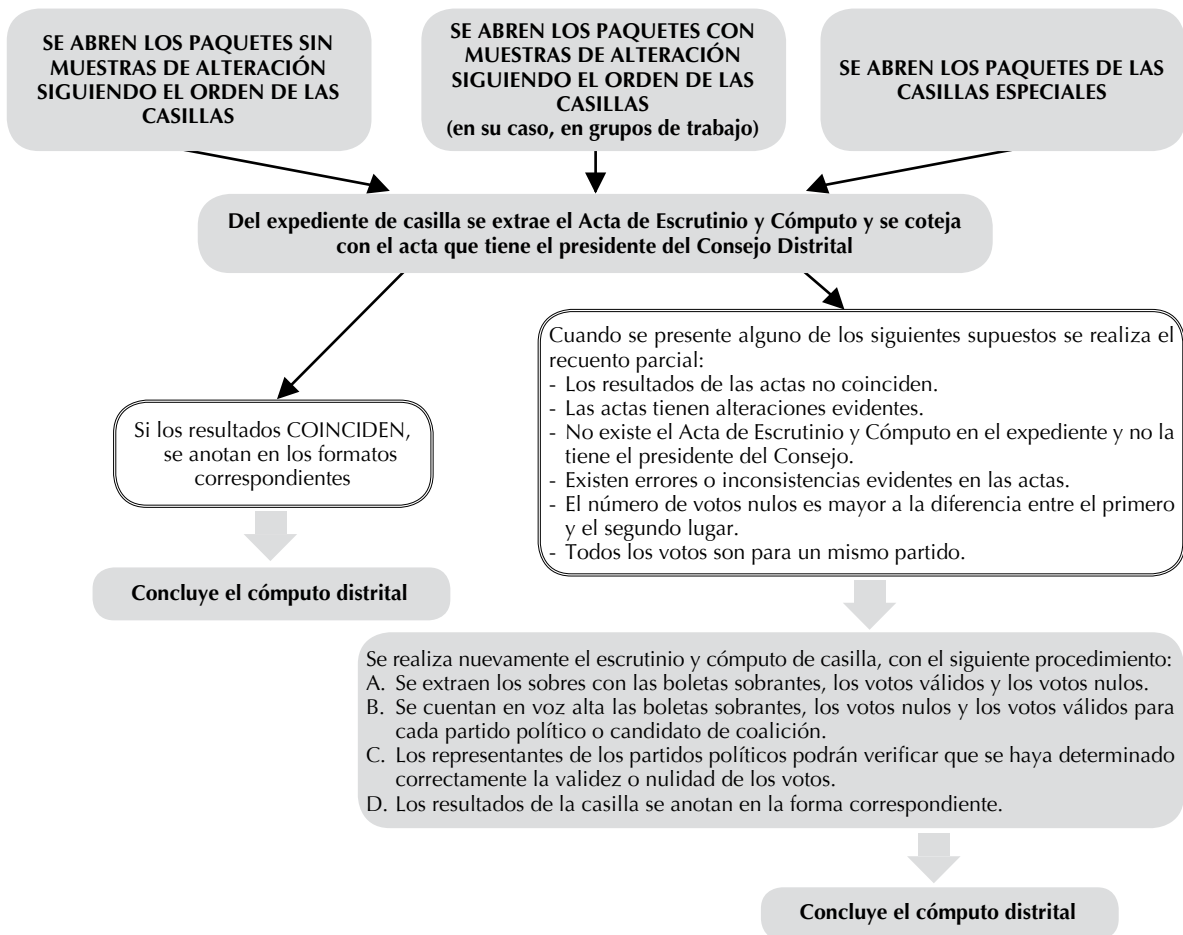 SE ABREN LOS PAQUETES SIN
MUESTRAS DE ALTERACIÓN
SIGUIENDO EL ORDEN DE LAS
CASILLAS
SE ABREN LOS PAQUETES CON
MUESTRAS DE ALTERACIÓN
SIGUIENDO EL ORDEN DE LAS
CASILLAS
(en su caso, en grupos de trabajo)
SE ABREN LOS PAQUETES DE LAS
CASILLAS ESPECIALES
Del expediente de casilla se extrae el Acta de Escrutinio y Cómputo y se coteja
con el acta que tiene el presidente del Consejo Distrital
Si los resultados COINCIDEN,
se anotan en los formatos
correspondientes
Concluye el cómputo distrital
Cuando se presente alguno de los siguientes supuestos se realiza el
recuento parcial:
- Los resultados de las actas no coinciden.
- Las actas tienen alteraciones evidentes.
- No existe el Acta de Escrutinio y Cómputo en el expediente y no la
tiene el presidente del Consejo.
- Existen errores o inconsistencias evidentes en las actas.
- El número de votos nulos es mayor a la diferencia entre el primero
y el segundo lugar.
- Todos los votos son para un mismo partido.
Se realiza nuevamente el escrutinio y cómputo de casilla, con el siguiente procedimiento:
A. Se extraen los sobres con las boletas sobrantes, los votos válidos y los votos nulos.
B. Se cuentan en voz alta las boletas sobrantes, los votos nulos y los votos válidos para
cada partido político o candidato de coalición.
C. Los representantes de los partidos políticos podrán verificar que se haya determinado
correctamente la validez o nulidad de los votos.
D. Los resultados de la casilla se anotan en la forma correspondiente.
Concluye el cómputo distrital